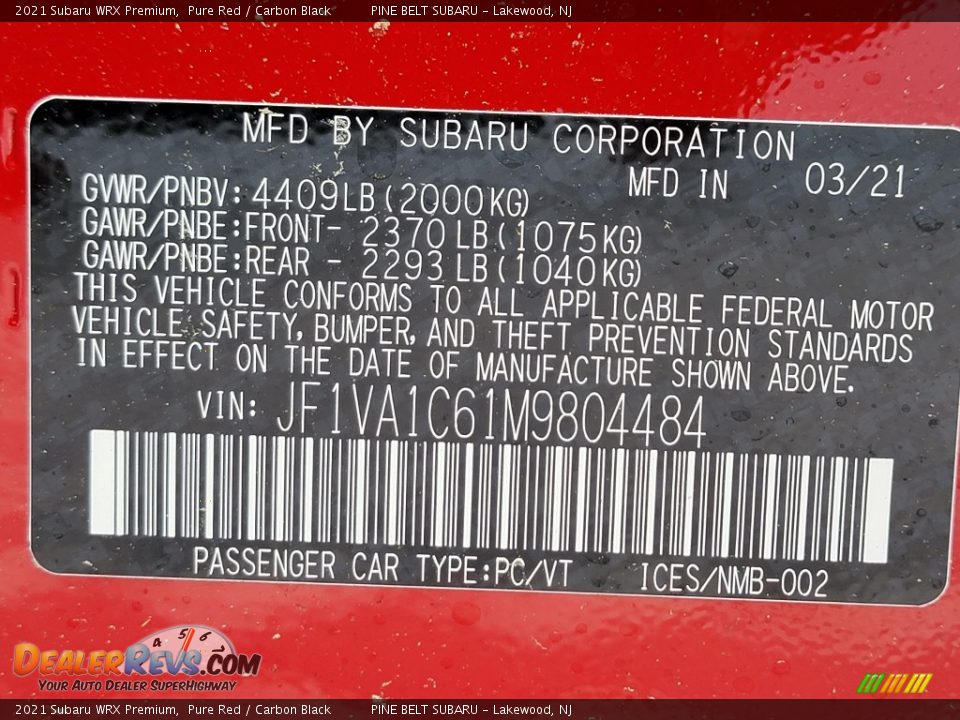 2021 Subaru WRX Premium,  Pure Red / Carbon Black          PINE BELT SUBARU - Lakewood, NJ
MFD BY SUBARU CORPORATION
GVWR/PNBV: 4409LB (2000KG)     MFD IN     03/21
GAWR/PNBE:FRONT- 2370 LB (1075KG)
GAWR/PNBE:REAR - 2293 LB (1040KG)
THIS VEHICLE CONFORMS TO ALL APPLICABLE FEDERAL MOTOR
VEHICLE SAFETY, BUMPER, AND THEFT PREVENTION STANDARDS
IN EFFECT ON THE DATE OF MANUFACTURE SHOWN ABOVE.
VIN: JF1VA1C61M9804484
PASSENGER CAR TYPE:PC/VT     ICES/NMB-002
4 5 6
DEALERREVS.COM
YOUR AUTO DEALER SUPERHIGHWAY
2021 Subaru WRX Premium,  Pure Red / Carbon Black          PINE BELT SUBARU - Lakewood, NJ